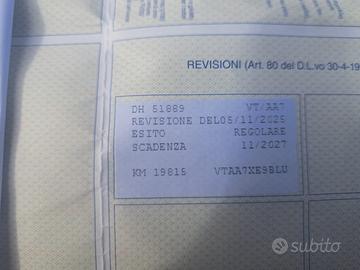 REVISIONI (Art. 80 del D.L.vo 30-4-19
DH 51889 VT/AA7
REVISIONE DEL05/11/2025
ESITO REGOLARE
SCADENZA 11/2027
KM 19815 VTAA7XE9BLU
subito